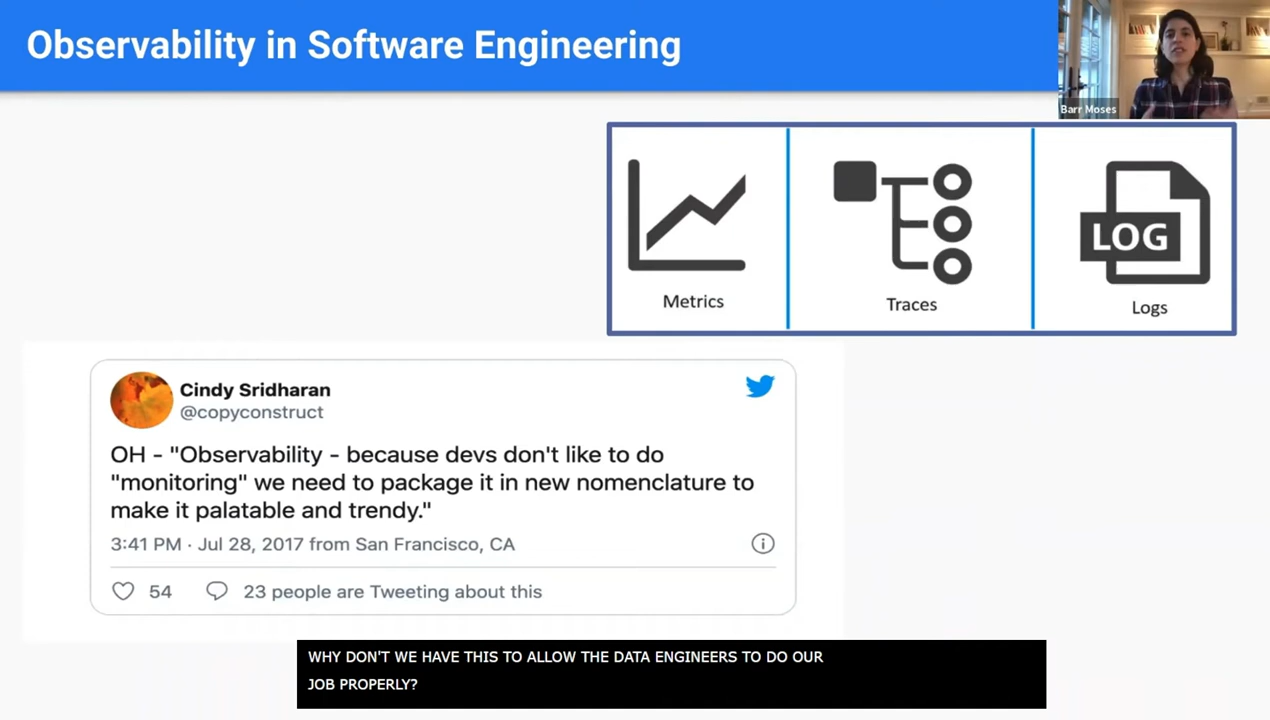 Observability in Software Engineering
Barr Moses
Metrics
Traces
LOG
Logs
Cindy Sridharan
@copyconstruct
OH - "Observability - because devs don't like to do
"monitoring" we need to package it in new nomenclature to
make it palatable and trendy."
3:41 PM · Jul 28, 2017 from San Francisco, CA
54
23 people are Tweeting about this
WHY DON'T WE HAVE THIS TO ALLOW THE DATA ENGINEERS TO DO OUR
JOB PROPERLY?